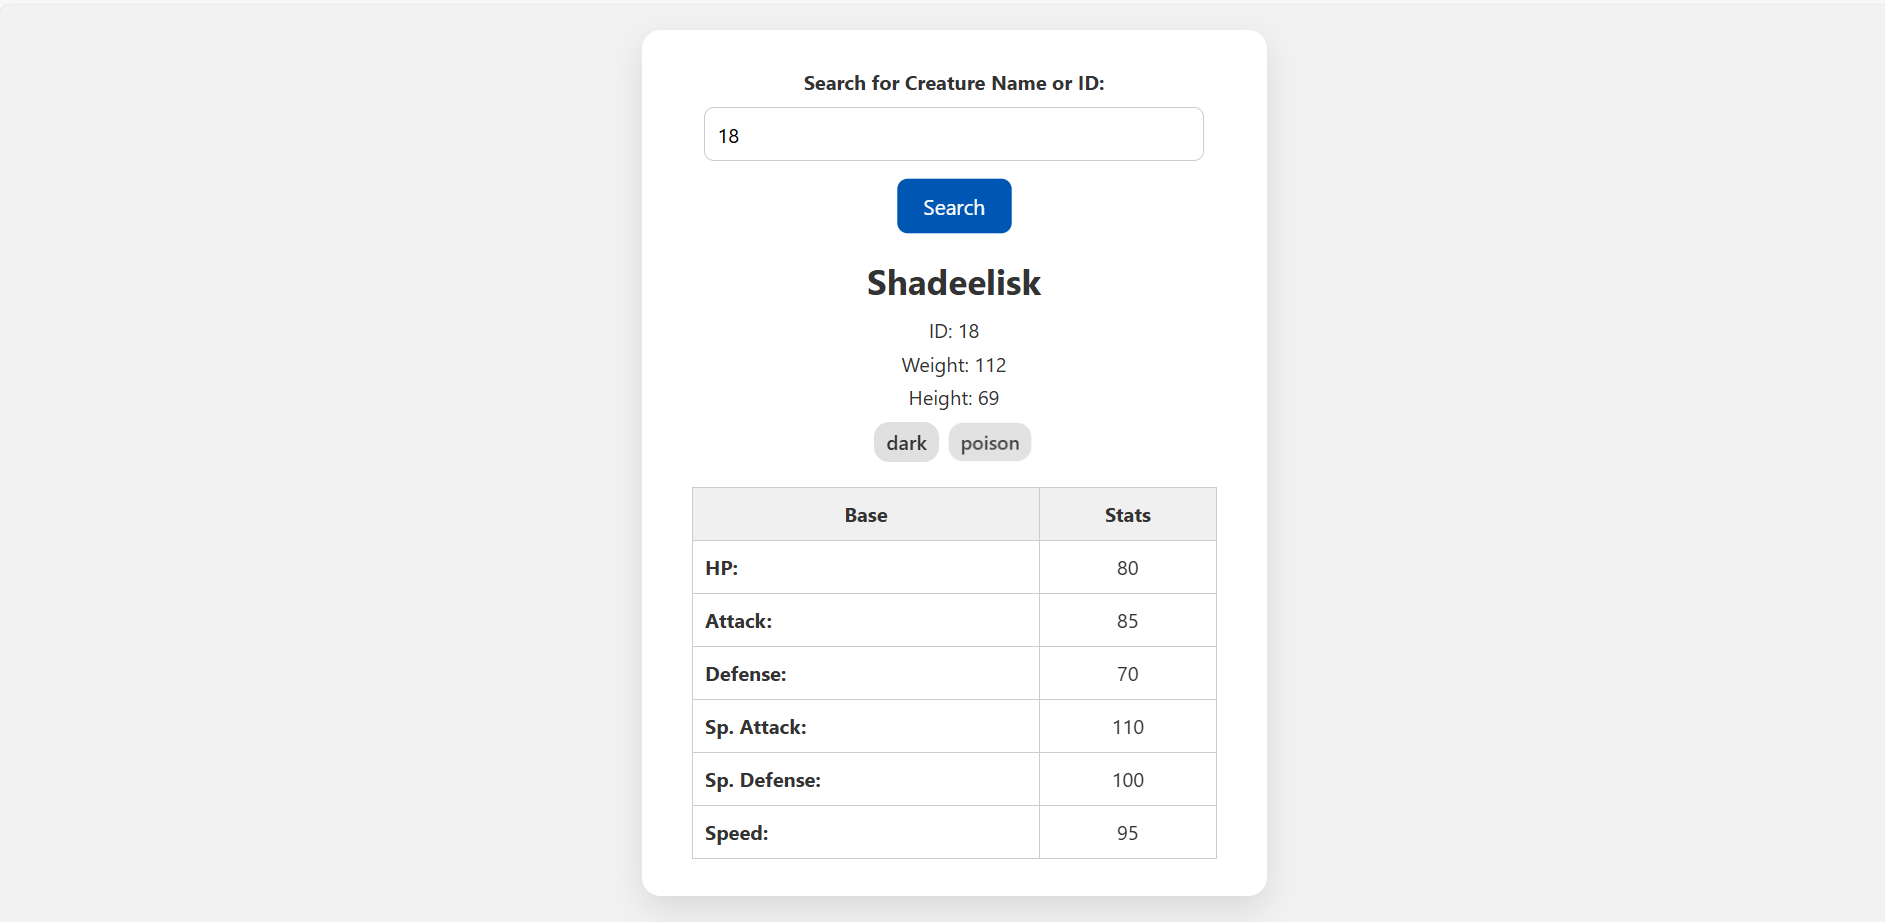 Search for Creature Name or ID:
18
Search
Shadeelisk
ID: 18
Weight: 112
Height: 69
dark poison
Base Stats
HP: 80
Attack: 85
Defense: 70
Sp. Attack: 110
Sp. Defense: 100
Speed: 95